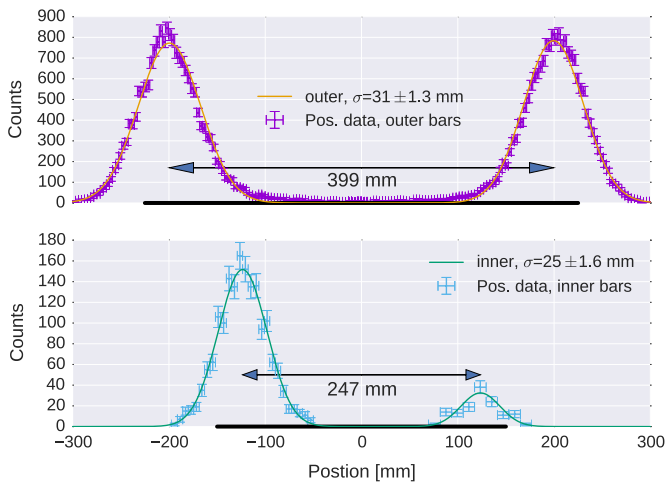 900
800
700
600
500
400
300
200
100
0
Counts
outer, σ=31 ±1.3 mm
Pos. data, outer bars
399 mm
180
160
140
120
100
80
60
40
20
0
Counts
inner, σ=25 ±1.6 mm
Pos. data, inner bars
247 mm
−300 −200 −100 0 100 200 300
Postion [mm]